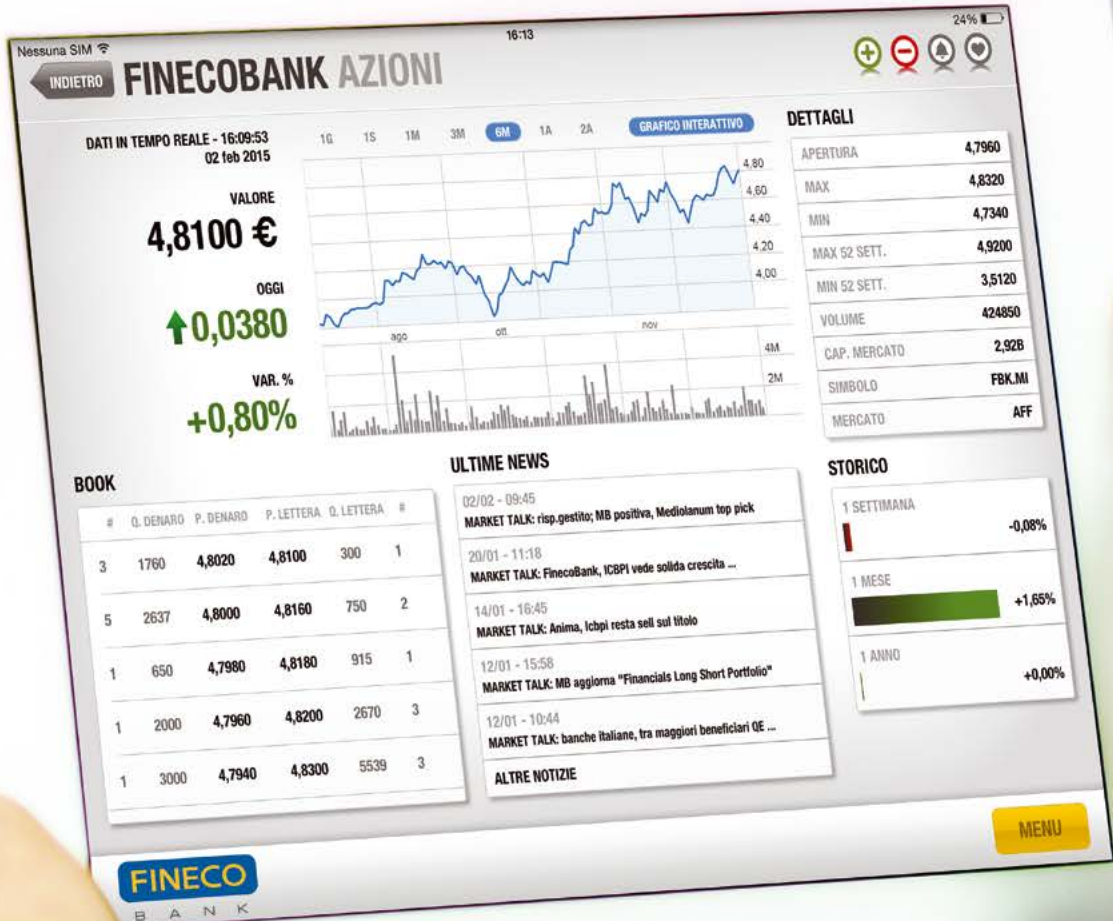 Nessuna SIM 16:13 24%
INDIETRO FINECOBANK AZIONI
DATI IN TEMPO REALE - 16:09:53
02 feb 2015
VALORE
4,8100 €
OGGI
0,0380
VAR. %
+0,80%
1G 1S 1M 3M 6M 1A 2A GRAFICO INTERATTIVO
4,80
4,60
4,40
4,20
4,00
ago ott nov
4M
2M
DETTAGLI
APERTURA 4,7960
MAX 4,8320
MIN 4,7340
MAX 52 SETT. 4,9200
MIN 52 SETT. 3,5120
VOLUME 424850
CAP. MERCATO 2,92B
SIMBOLO FBK.MI
MERCATO AFF
BOOK
# Q. DENARO P. DENARO P. LETTERA Q. LETTERA #
3 1760 4,8020 4,8100 300 1
5 2637 4,8000 4,8160 750 2
1 650 4,7980 4,8180 915 1
1 2000 4,7960 4,8200 2670 3
1 3000 4,7940 4,8300 5539 3
ULTIME NEWS
02/02 - 09:45
MARKET TALK: risp.gestito; MB positiva, Mediolanum top pick
20/01 - 11:18
MARKET TALK: FinecoBank, ICBPI vede solida crescita ...
14/01 - 16:45
MARKET TALK: Anima, Icbpi resta sell sul titolo
12/01 - 15:58
MARKET TALK: MB aggiorna "Financials Long Short Portfolio"
12/01 - 10:44
MARKET TALK: banche italiane, tra maggiori beneficiari QE ...
ALTRE NOTIZIE
STORICO
1 SETTIMANA
-0,08%
1 MESE
+1,65%
1 ANNO
+0,00%
MENU
FINECO
BANK